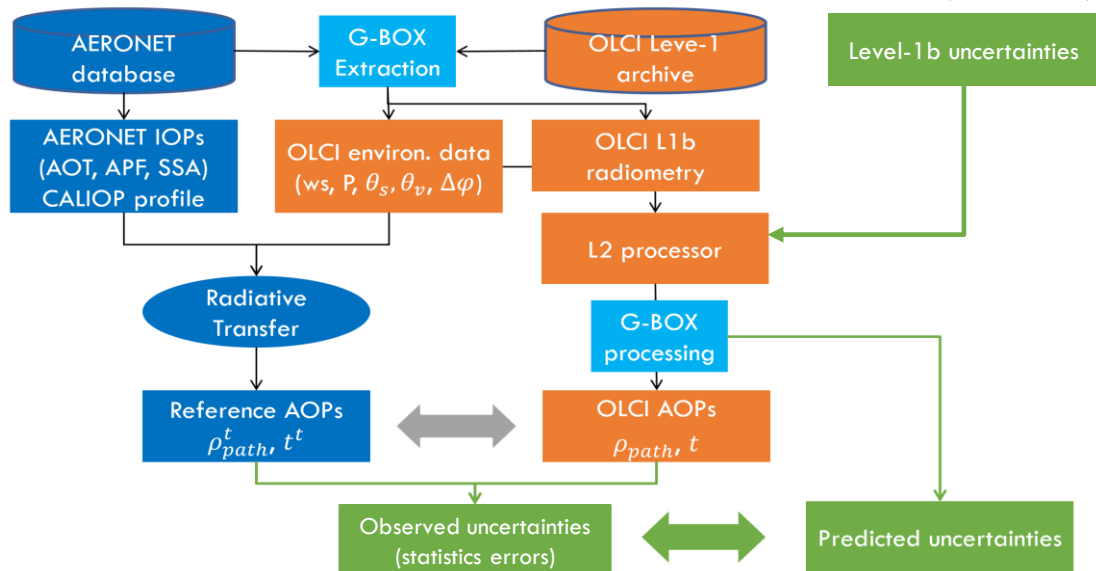 AERONET
database
G-BOX
Extraction
OLCI Leve-1
archive
Level-1b uncertainties
AERONET IOPs
(AOT, APF, SSA)
CALIOP profile
OLCI environ. data
(ws, P, θₛ, θᵥ, Δφ)
OLCI L1b
radiometry
L2 processor
Radiative
Transfer
G-BOX
processing
Reference AOPs
ρᵗ_path, tᵗ
OLCI AOPs
ρ_path, t
Observed uncertainties
(statistics errors)
Predicted uncertainties